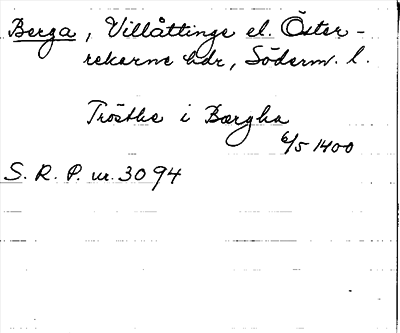 Berga, Villåttinge el. Öster-
rekarne hdr, Söderm. l.
Trösthe i Bærgha
6/5 1400
S. R. P. nr. 3094